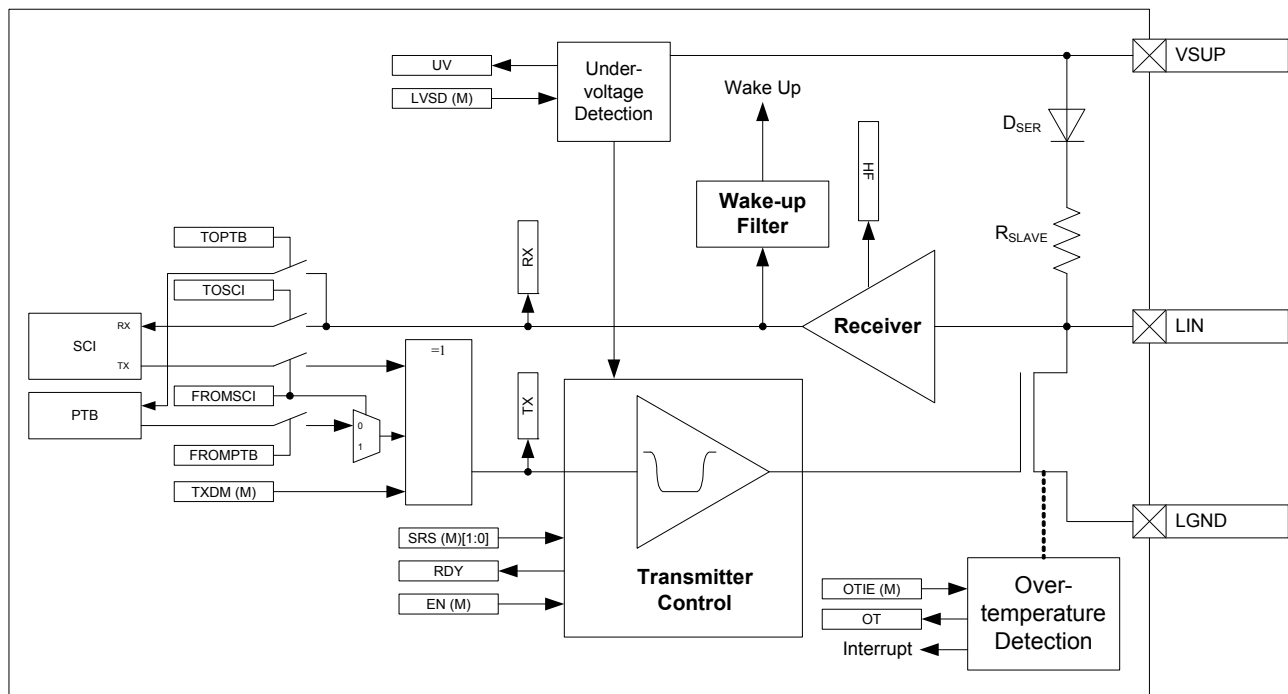 VSUP
UV
Under-
voltage
Detection
LVSD (M)
Wake Up
D_SER
HF
Wake-up
Filter
TOPTB
RX
R_SLAVE
TOSCI
RX
SCI
TX
Receiver
LIN
=1
FROMSCI
PTB
0
1
TX
FROMPTB
TXDM (M)
LGND
SRS (M)[1:0]
RDY
EN (M)
Transmitter
Control
OTIE (M)
OT
Interrupt
Over-
temperature
Detection